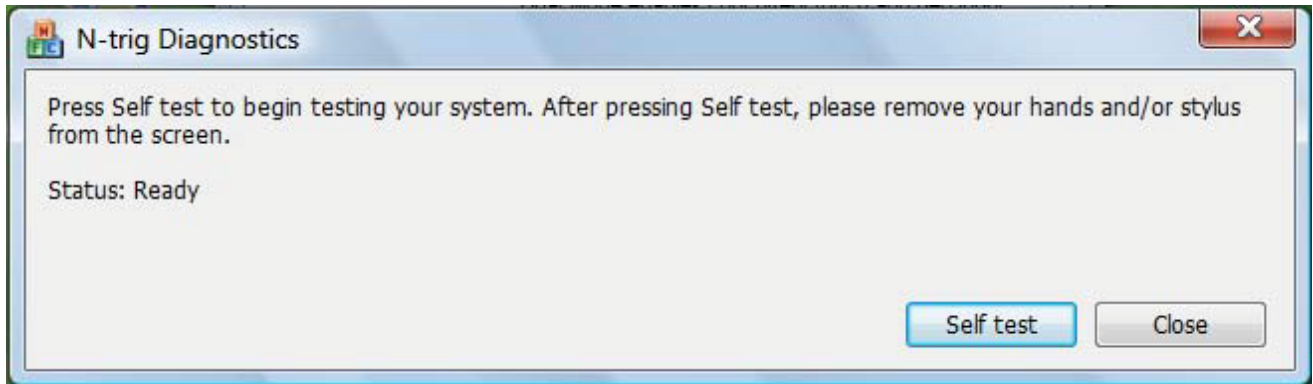 N-trig Diagnostics
Press Self test to begin testing your system. After pressing Self test, please remove your hands and/or stylus
from the screen.
Status: Ready
Self test
Close